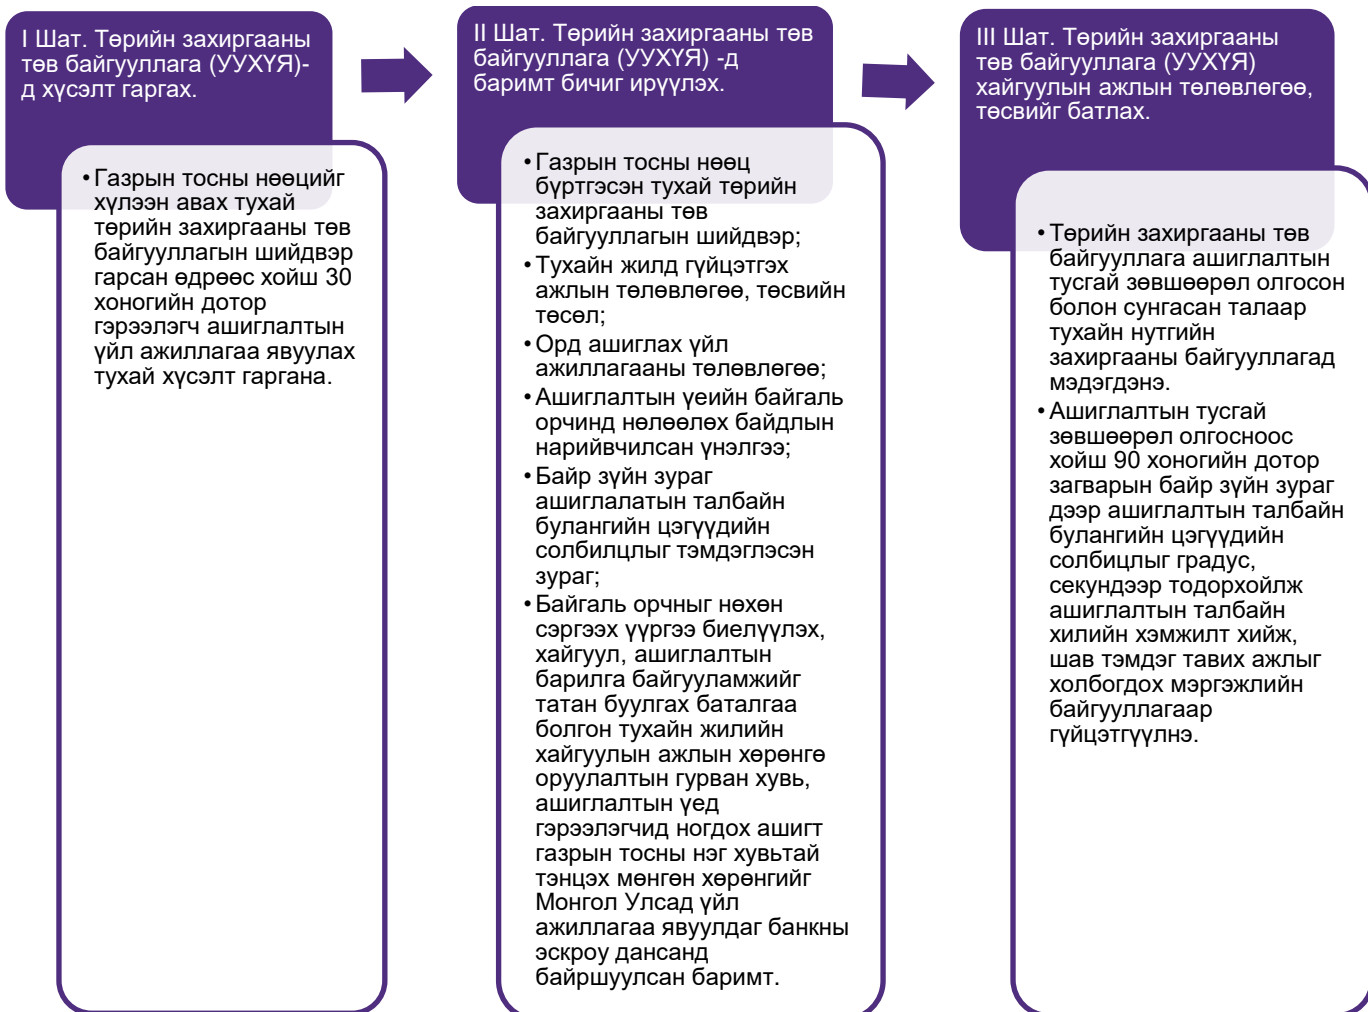 I Шат. Төрийн захиргааны
төв байгууллага (УУХҮЯ)-
д хүсэлт гаргах.
• Газрын тосны нөөцийг
хүлээн авах тухай
төрийн захиргааны төв
байгууллагын шийдвэр
гарсан өдрөөс хойш 30
хоногийн дотор
гэрээлэгч ашиглалтын
үйл ажиллагаа явуулах
тухай хүсэлт гаргана.
II Шат. Төрийн захиргааны төв
байгууллага (УУХҮЯ) -д
баримт бичиг ирүүлэх.
• Газрын тосны нөөц
бүртгэсэн тухай төрийн
захиргааны төв
байгууллагын шийдвэр;
• Тухайн жилд гүйцэтгэх
ажлын төлөвлөгөө, төсвийн
төсөл;
• Орд ашиглах үйл
ажиллагааны төлөвлөгөө;
• Ашиглалтын үеийн байгаль
орчинд нөлөөлөх байдлын
нарийвчилсан үнэлгээ;
• Байр зүйн зураг
ашиглалатын талбайн
булангийн цэгүүдийн
солбилцлыг тэмдэглэсэн
зураг;
• Байгаль орчныг нөхөн
сэргээх үүргээ биелүүлэх,
хайгуул, ашиглалтын
барилга байгууламжийг
татан буулгах баталгаа
болгон тухайн жилийн
хайгуулын ажлын хөрөнгө
оруулалтын гурван хувь,
ашиглалтын үед
гэрээлэгчид ногдох ашигт
газрын тосны нэг хувьтай
тэнцэх мөнгөн хөрөнгийг
Монгол Улсад үйл
ажиллагаа явуулдаг банкны
эскроу дансанд
байршуулсан баримт.
III Шат. Төрийн захиргааны
төв байгууллага (УУХҮЯ)
хайгуулын ажлын төлөвлөгөө,
төсвийг батлах.
• Төрийн захиргааны төв
байгууллага ашиглалтын
тусгай зөвшөөрөл олгосон
болон сунгасан талаар
тухайн нутгийн
захиргааны байгууллагад
мэдэгдэнэ.
• Ашиглалтын тусгай
зөвшөөрөл олгосноос
хойш 90 хоногийн дотор
загварын байр зүйн зураг
дээр ашиглалтын талбайн
булангийн цэгүүдийн
солбицлыг градус,
секундээр тодорхойлж
ашиглалтын талбайн
хилийн хэмжилт хийж,
шав тэмдэг тавих ажлыг
холбогдох мэргэжлийн
байгууллагаар
гүйцэтгүүлнэ.